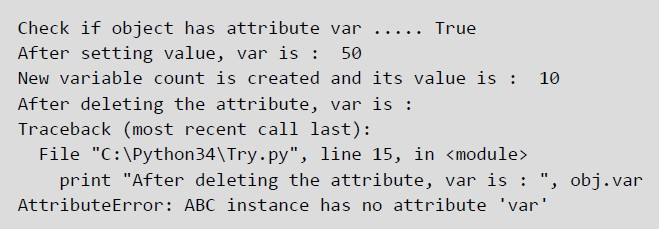 Check if object has attribute var ..... True
After setting value, var is :  50
New variable count is created and its value is :  10
After deleting the attribute, var is :
Traceback (most recent call last):
  File "C:\Python34\Try.py", line 15, in <module>
    print "After deleting the attribute, var is : ", obj.var
AttributeError: ABC instance has no attribute 'var'